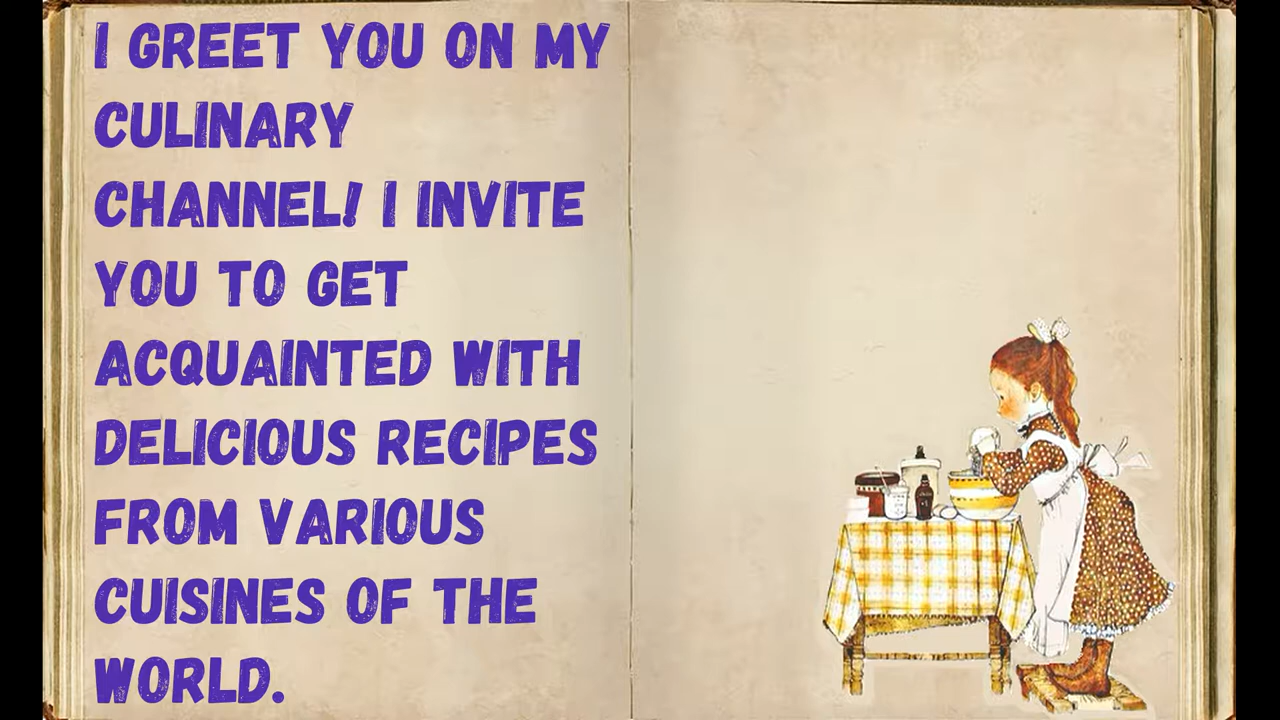 I GREET YOU ON MY
CULINARY
CHANNEL! I INVITE
YOU TO GET
ACQUAINTED WITH
DELICIOUS RECIPES
FROM VARIOUS
CUISINES OF THE
WORLD.